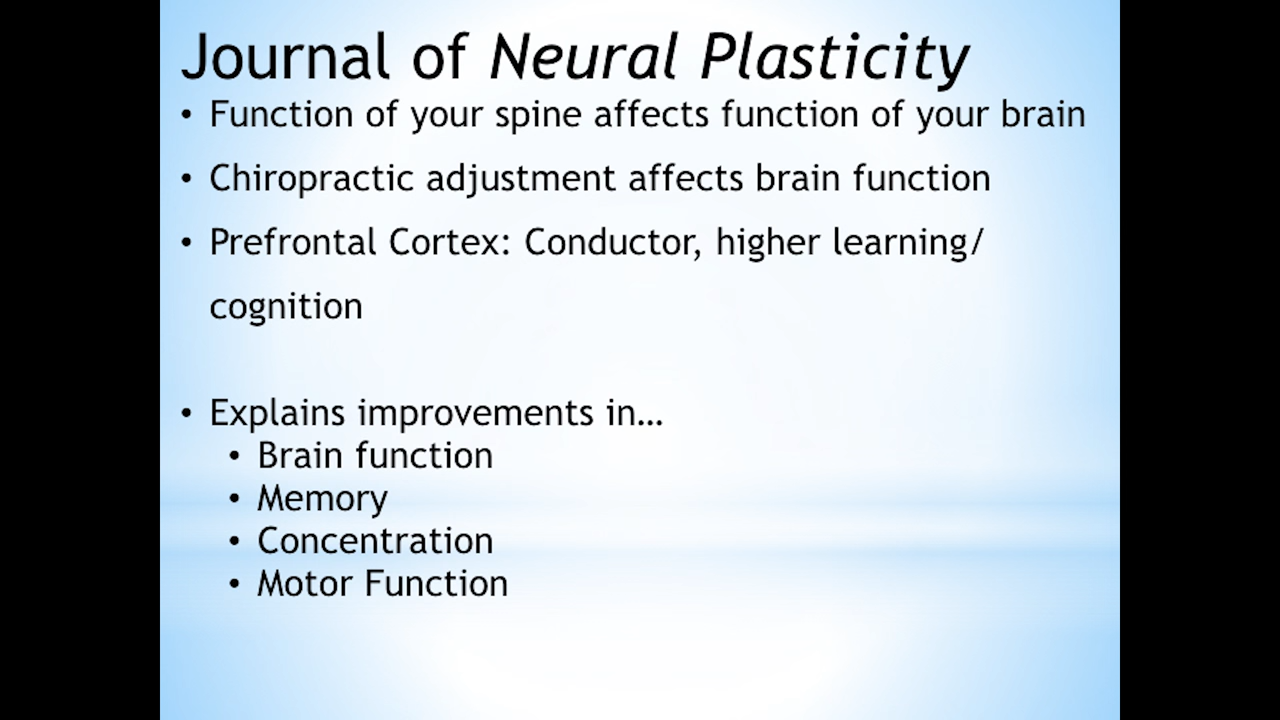 Journal of Neural Plasticity
• Function of your spine affects function of your brain
• Chiropractic adjustment affects brain function
• Prefrontal Cortex: Conductor, higher learning/
cognition
• Explains improvements in…
• Brain function
• Memory
• Concentration
• Motor Function